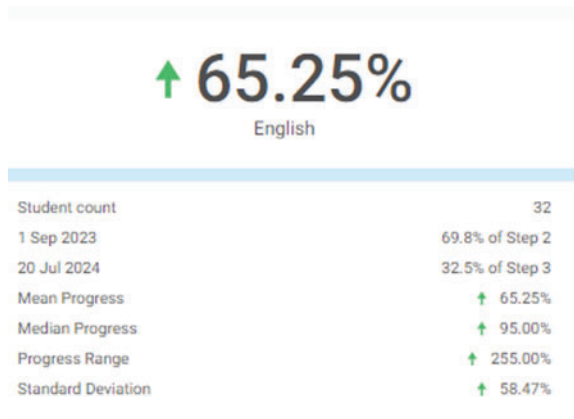 65.25%
English
Student count 32
1 Sep 2023 69.8% of Step 2
20 Jul 2024 32.5% of Step 3
Mean Progress 65.25%
Median Progress 95.00%
Progress Range 255.00%
Standard Deviation 58.47%